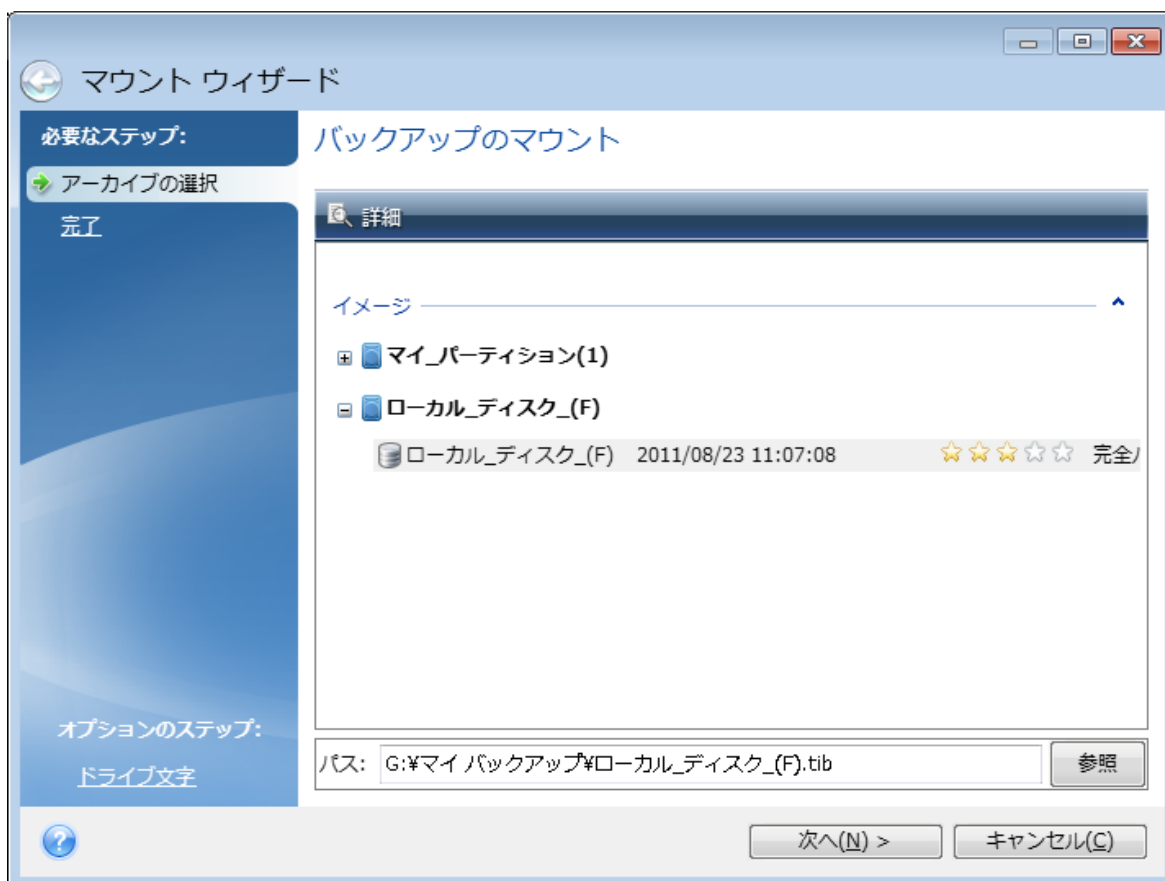 マウント ウィザード
必要なステップ:
アーカイブの選択
完了
オプションのステップ:
ドライブ文字
バックアップのマウント
詳細
イメージ
マイ_パーティション(1)
ローカル_ディスク_(F)
ローカル_ディスク_(F) 2011/08/23 11:07:08 完全
パス: G:¥マイ バックアップ¥ローカル_ディスク_(F).tib 参照
次へ(N) > キャンセル(C)